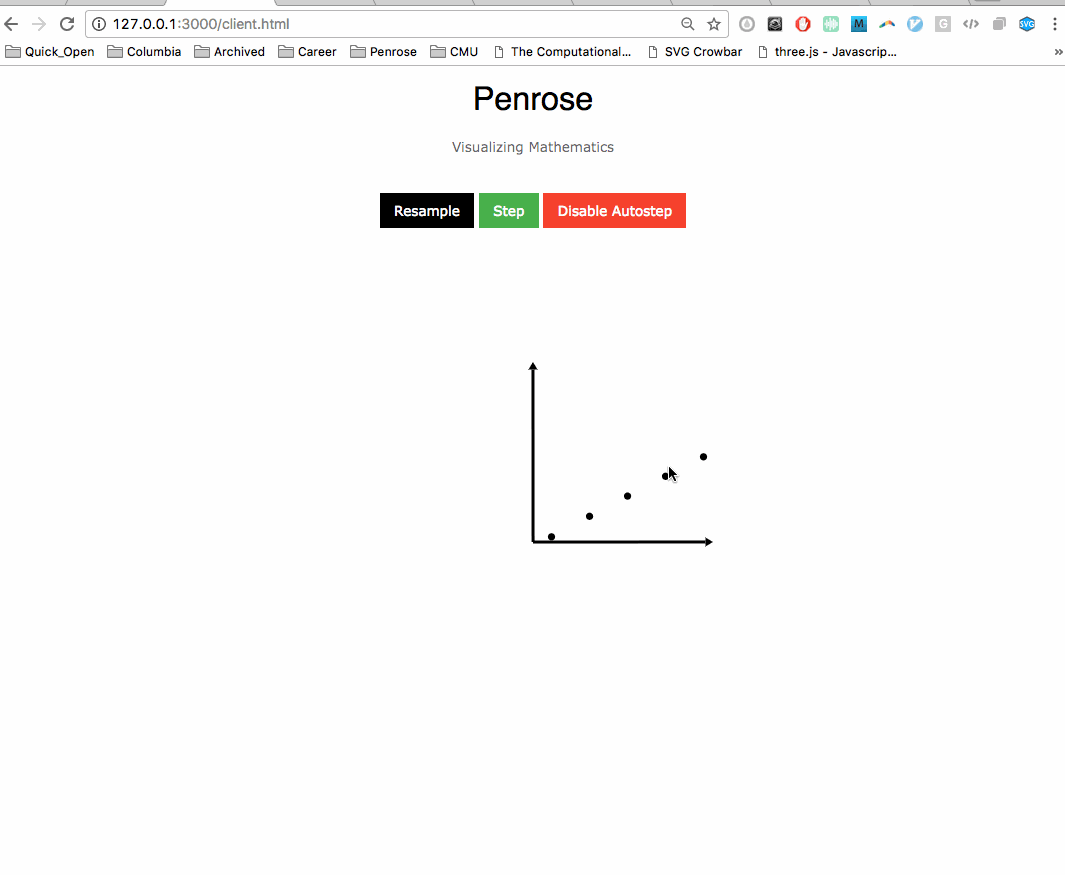 127.0.0.1:3000/client.html
M
G
SVG
Quick_Open Columbia Archived Career Penrose CMU The Computational... SVG Crowbar three.js - Javascrip... »
Penrose
Visualizing Mathematics
Resample Step Disable Autostep